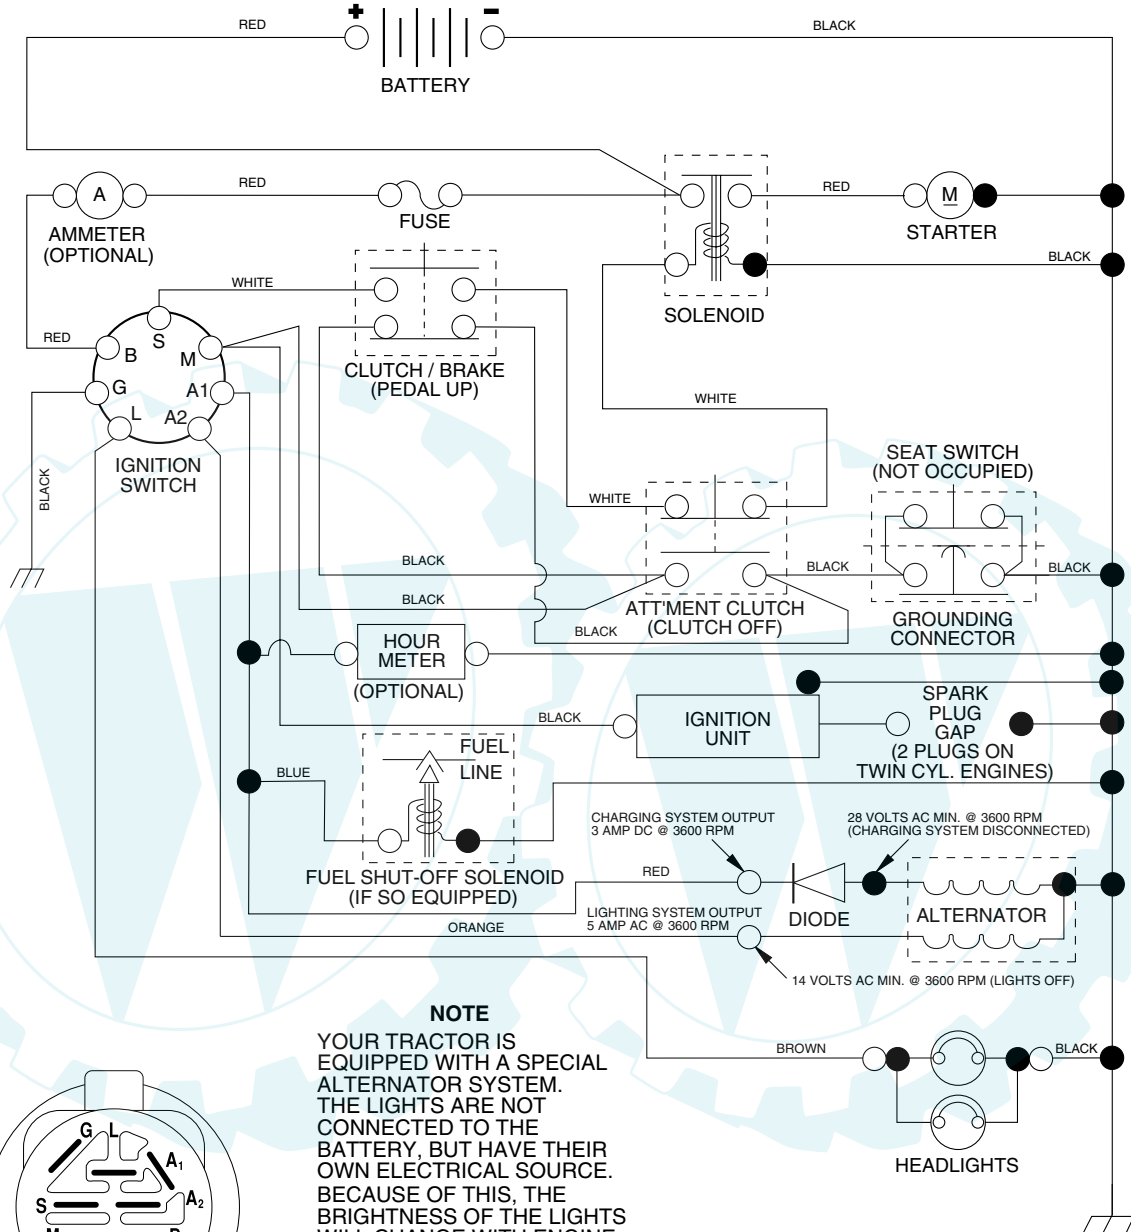 + −
RED
BLACK
BATTERY
A
RED
RED
M
AMMETER
(OPTIONAL)
FUSE
STARTER
BLACK
WHITE
SOLENOID
RED
S
B
M
G
A1
L
A2
CLUTCH / BRAKE
(PEDAL UP)
WHITE
IGNITION
SWITCH
BLACK
SEAT SWITCH
(NOT OCCUPIED)
WHITE
BLACK
BLACK
BLACK
BLACK
ATT'MENT CLUTCH
(CLUTCH OFF)
GROUNDING
CONNECTOR
BLACK
HOUR
METER
(OPTIONAL)
BLACK
IGNITION
UNIT
SPARK
PLUG
GAP
(2 PLUGS ON
TWIN CYL. ENGINES)
FUEL
LINE
BLUE
CHARGING SYSTEM OUTPUT
3 AMP DC @ 3600 RPM
28 VOLTS AC MIN. @ 3600 RPM
(CHARGING SYSTEM DISCONNECTED)
FUEL SHUT-OFF SOLENOID
(IF SO EQUIPPED)
RED
DIODE
ALTERNATOR
LIGHTING SYSTEM OUTPUT
5 AMP AC @ 3600 RPM
ORANGE
14 VOLTS AC MIN. @ 3600 RPM (LIGHTS OFF)
NOTE
YOUR TRACTOR IS
EQUIPPED WITH A SPECIAL
ALTERNATOR SYSTEM.
THE LIGHTS ARE NOT
CONNECTED TO THE
BATTERY, BUT HAVE THEIR
OWN ELECTRICAL SOURCE.
BECAUSE OF THIS, THE
BRIGHTNESS OF THE LIGHTS
WILL CHANGE WITH ENGINE
BROWN
BLACK
HEADLIGHTS
G L
A1
S
A2
M
B